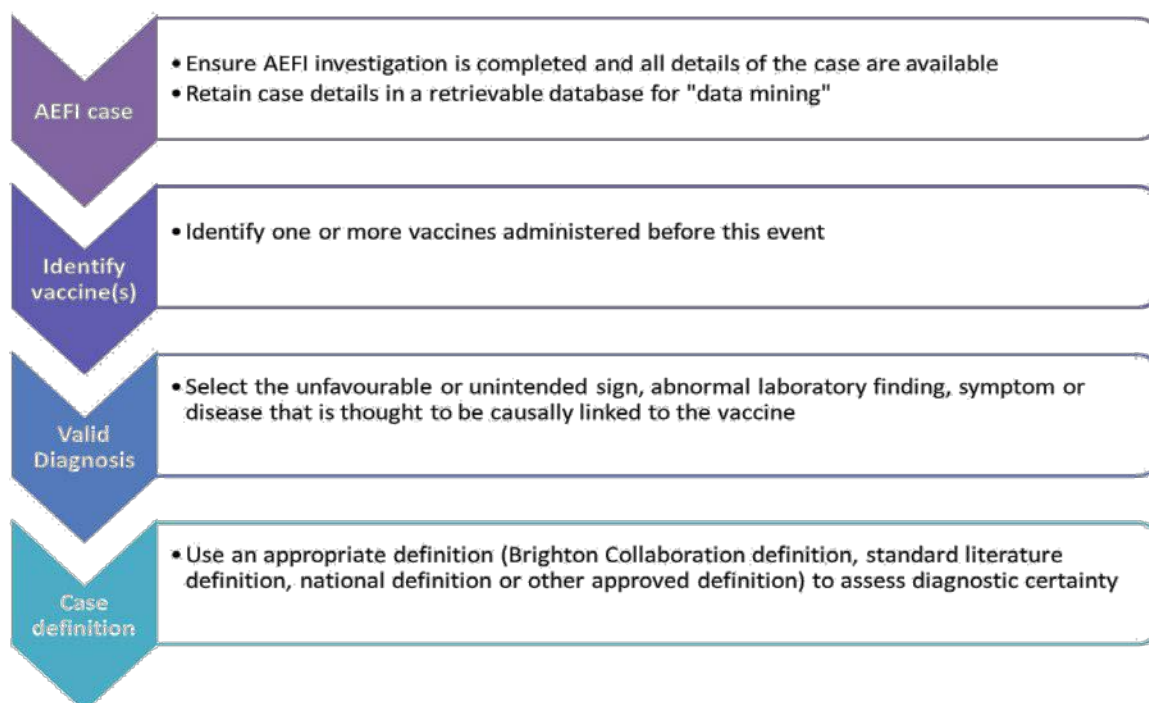 AEFI case
• Ensure AEFI investigation is completed and all details of the case are available
• Retain case details in a retrievable database for "data mining"
Identify
vaccine(s)
• Identify one or more vaccines administered before this event
Valid
Diagnosis
• Select the unfavourable or unintended sign, abnormal laboratory finding, symptom or
disease that is thought to be causally linked to the vaccine
Case
definition
• Use an appropriate definition (Brighton Collaboration definition, standard literature
definition, national definition or other approved definition) to assess diagnostic certainty